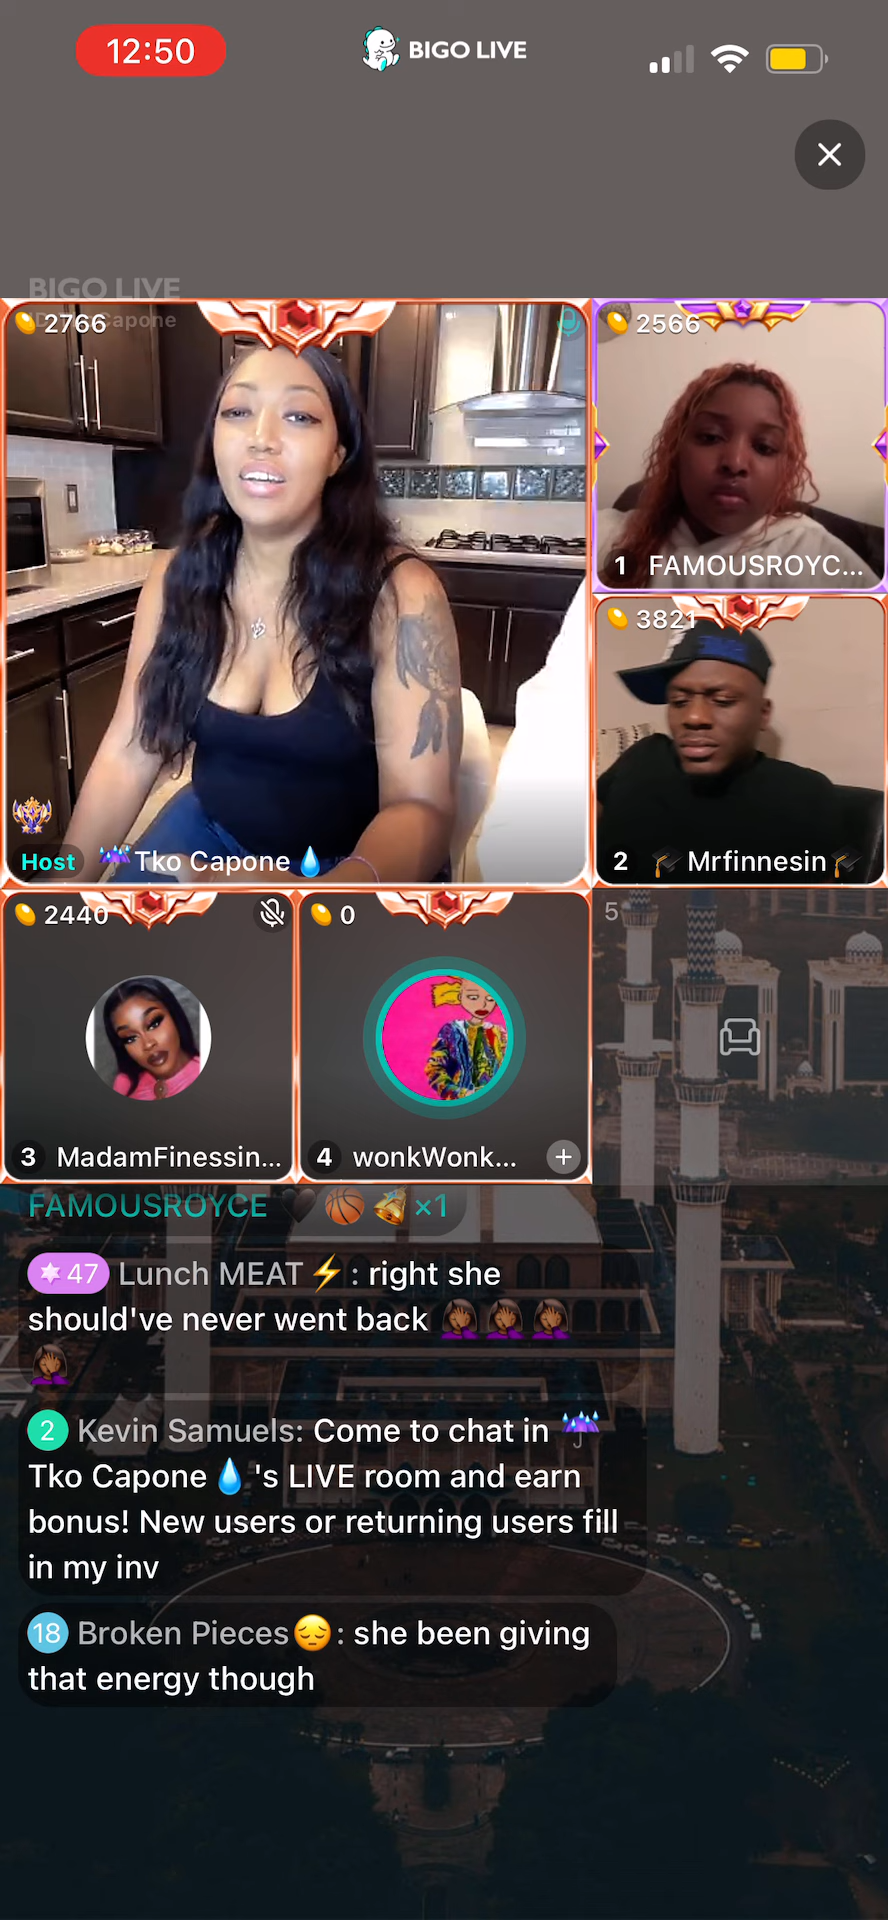 12:50
BIGO LIVE
BIGO LIVE
Capone
2766
2566
1 FAMOUSROYC...
3821
Host ☔Tko Capone💧
2 🎓Mrfinnesin🎓
2440
0
5
3 MadamFinessin...
4 wonkWonk...
FAMOUSROYCE 🖤🏀🔔×1
47 Lunch MEAT⚡: right she
should've never went back 🤦🏾‍♀️🤦🏾‍♀️🤦🏾‍♀️
🤦🏾‍♀️
2 Kevin Samuels: Come to chat in ☔
Tko Capone💧's LIVE room and earn
bonus! New users or returning users fill
in my inv
18 Broken Pieces😔: she been giving
that energy though